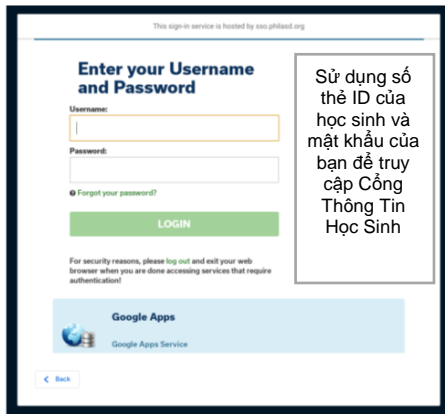 This sign-in service is hosted by sso.philasd.org
Enter your Username
and Password
Username:
Password:
Forgot your password?
LOGIN
For security reasons, please log out and exit your web
browser when you are done accessing services that require
authentication!
Sử dụng số
thẻ ID của
học sinh và
mật khẩu của
bạn để truy
cập Cổng
Thông Tin
Học Sinh
Google Apps
Google Apps Service
Back